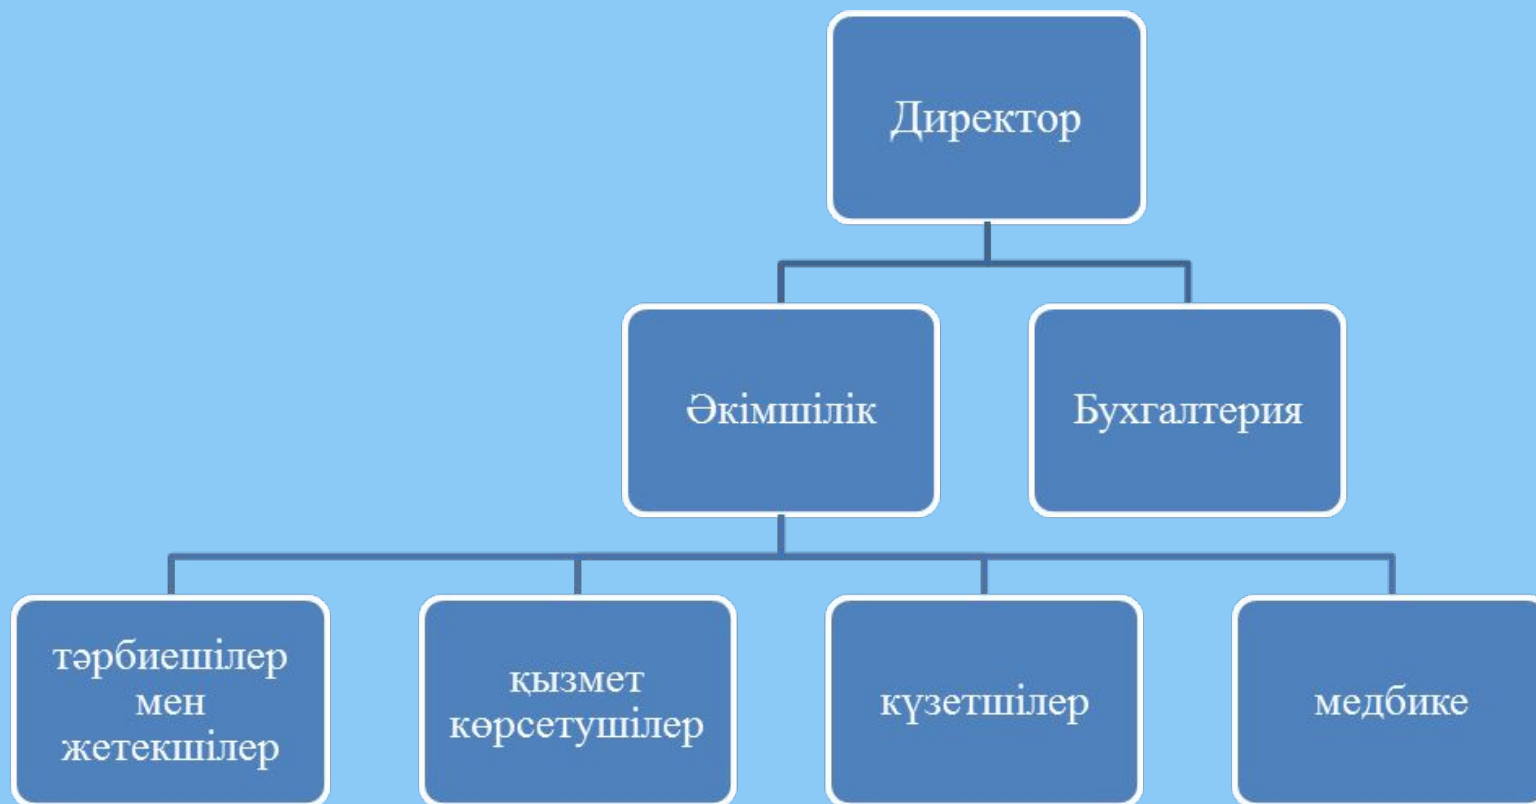 Директор
Әкімшілік
Бухгалтерия
тәрбиешілер
мен
жетекшілер
қызмет
көрсетушілер
күзетшілер
медбике